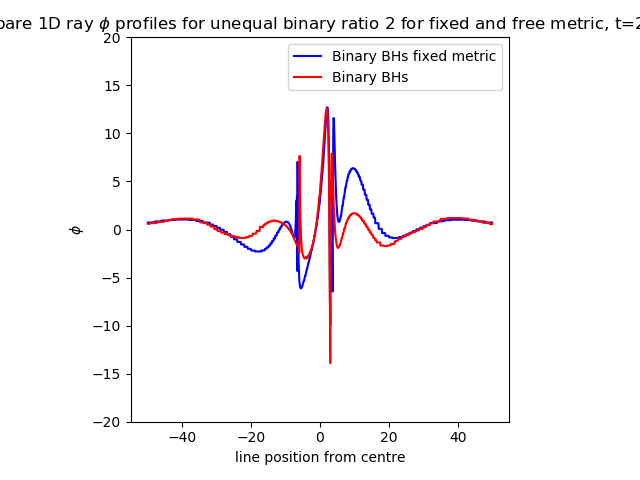 pare 1D ray ϕ profiles for unequal binary ratio 2 for fixed and free metric, t=2
Binary BHs fixed metric
Binary BHs
20
15
10
5
0
−5
−10
−15
−20
ϕ
−40 −20 0 20 40
line position from centre